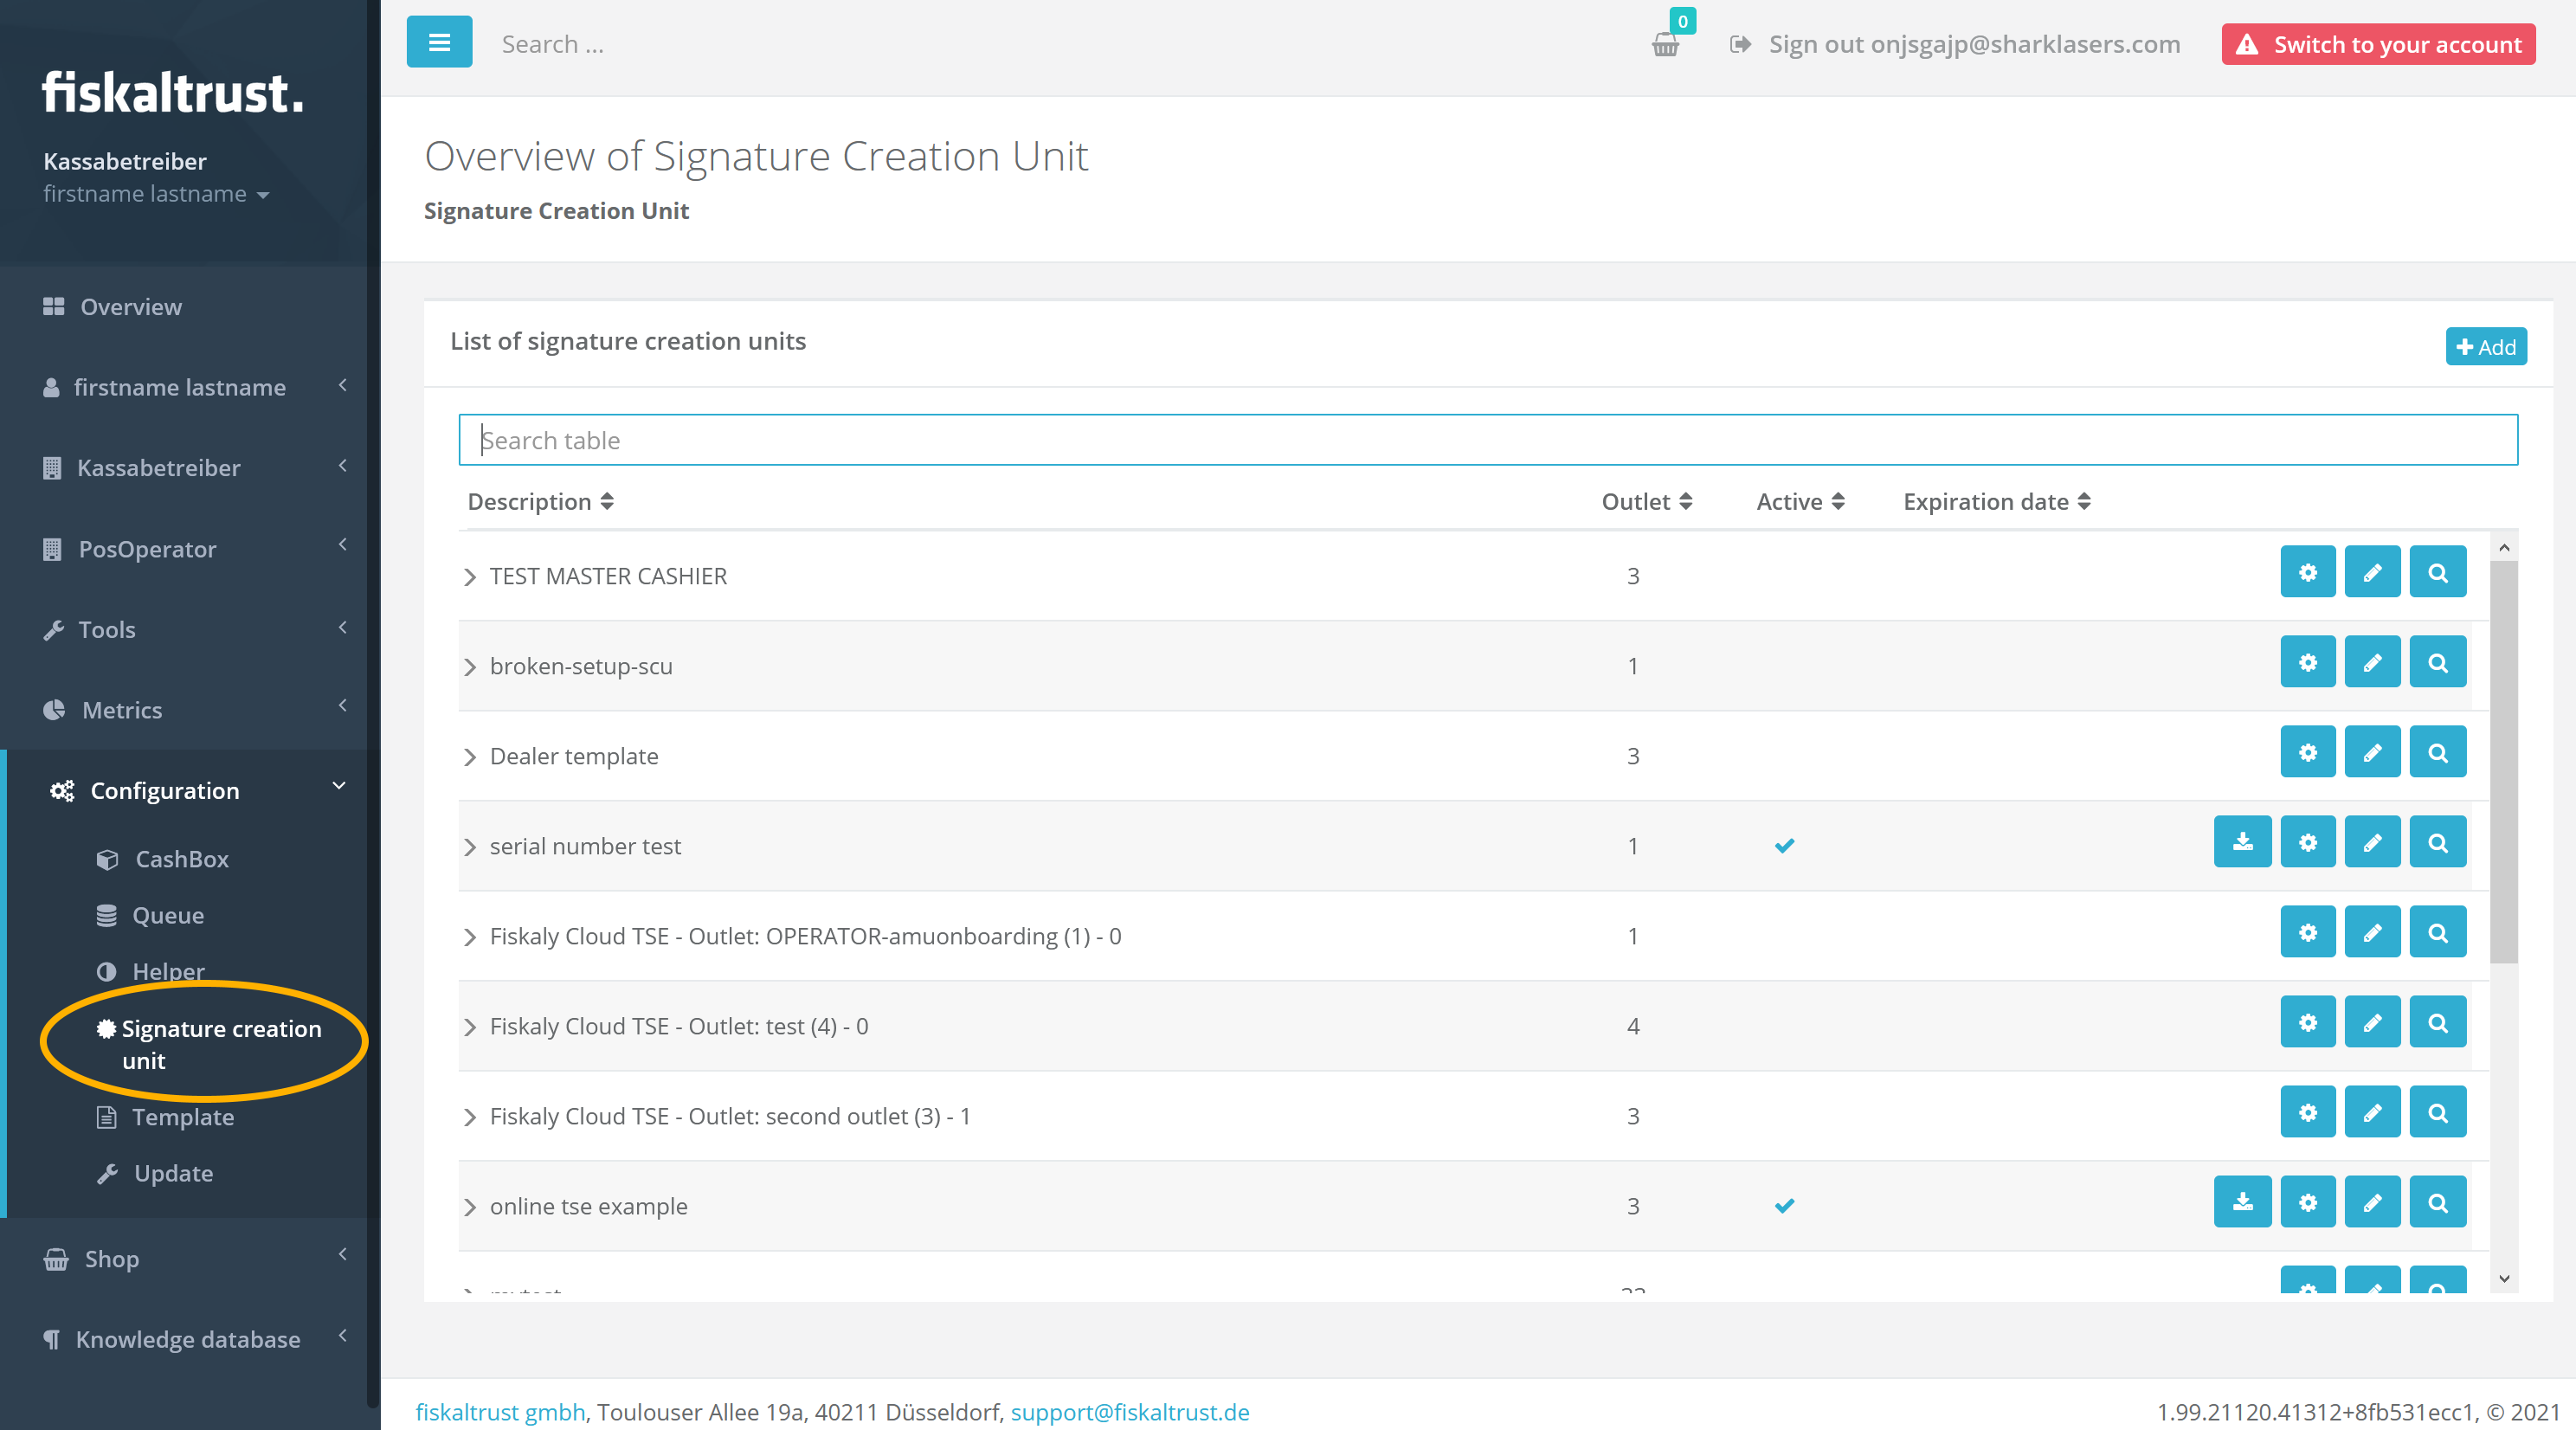 fiskaltrust.
Kassabetreiber
firstname lastname
Overview
firstname lastname
Kassabetreiber
PosOperator
Tools
Metrics
Configuration
CashBox
Queue
Helper
Signature creation
unit
Template
Update
Shop
Knowledge database
Search ...
0
Sign out onjsgajp@sharklasers.com
Switch to your account
Overview of Signature Creation Unit
Signature Creation Unit
List of signature creation units
Add
Search table
Description Outlet Active Expiration date
TEST MASTER CASHIER 3
broken-setup-scu 1
Dealer template 3
serial number test 1
Fiskaly Cloud TSE - Outlet: OPERATOR-amuonboarding (1) - 0 1
Fiskaly Cloud TSE - Outlet: test (4) - 0 4
Fiskaly Cloud TSE - Outlet: second outlet (3) - 1 3
online tse example 3
fiskaltrust gmbh, Toulouser Allee 19a, 40211 Düsseldorf, support@fiskaltrust.de
1.99.21120.41312+8fb531ecc1, © 2021